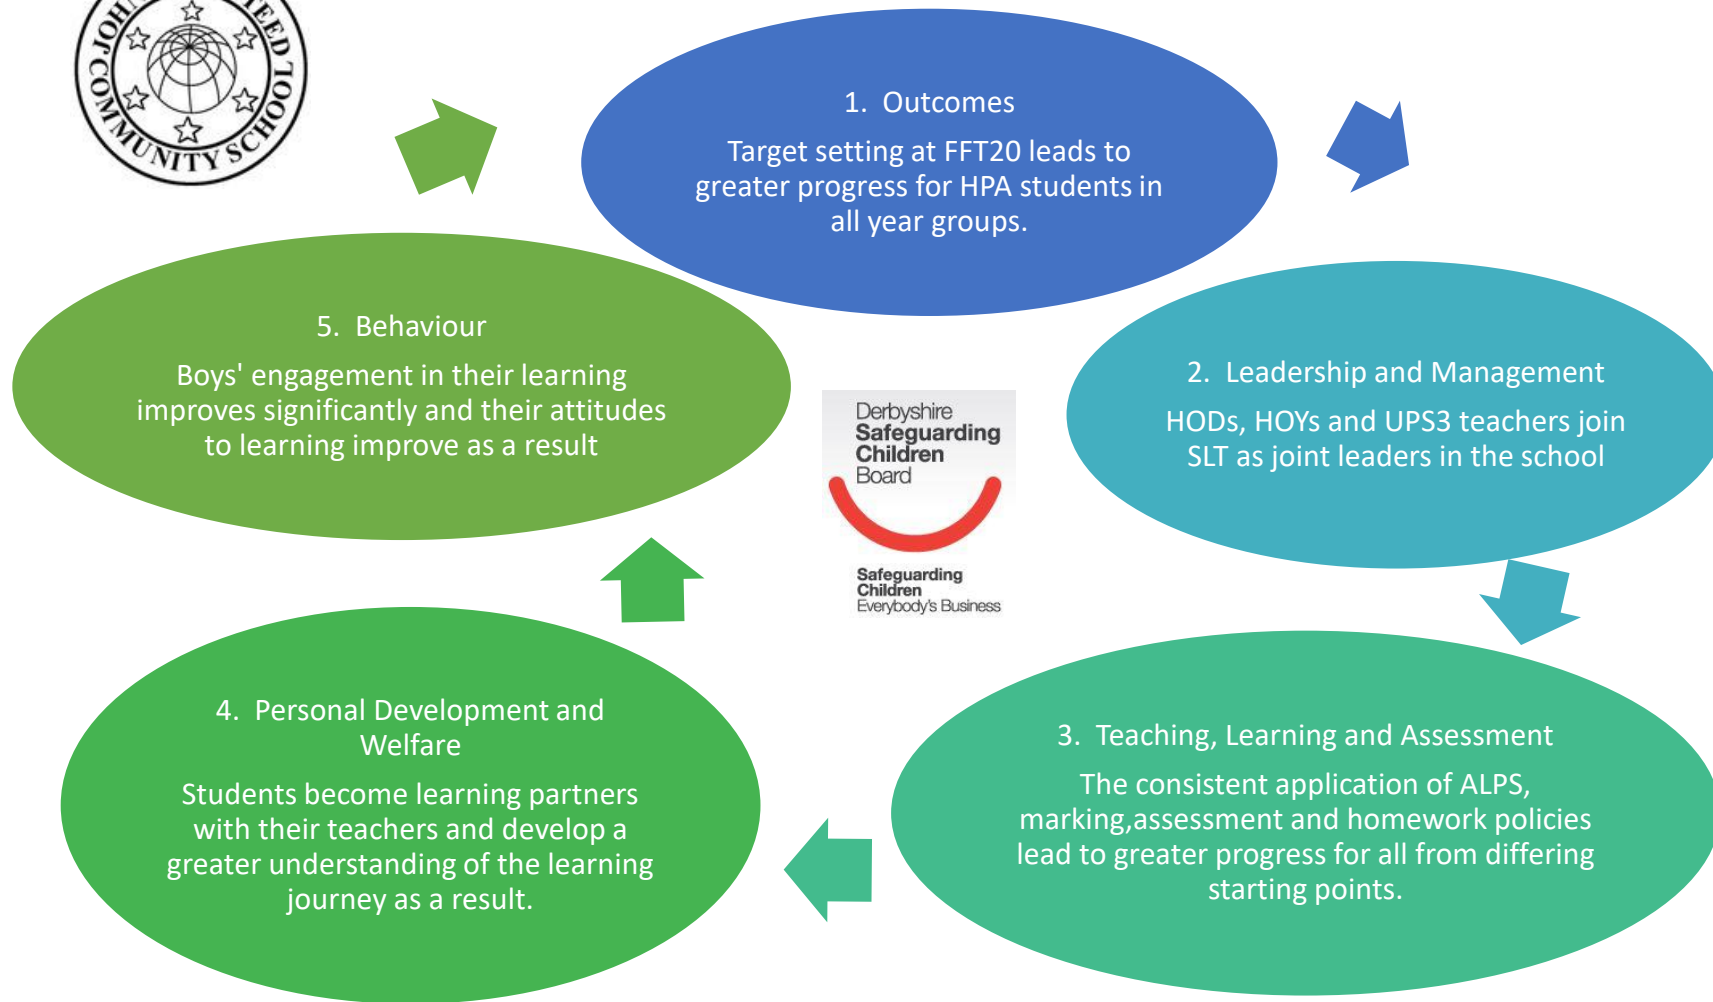 COMMUNITY SCHOOL
1. Outcomes
Target setting at FFT20 leads to
greater progress for HPA students in
all year groups.
2. Leadership and Management
HODs, HOYs and UPS3 teachers join
SLT as joint leaders in the school
3. Teaching, Learning and Assessment
The consistent application of ALPS,
marking,assessment and homework policies
lead to greater progress for all from differing
starting points.
4. Personal Development and
Welfare
Students become learning partners
with their teachers and develop a
greater understanding of the learning
journey as a result.
5. Behaviour
Boys' engagement in their learning
improves significantly and their attitudes
to learning improve as a result
Derbyshire
Safeguarding
Children
Board
Safeguarding
Children
Everybody's Business